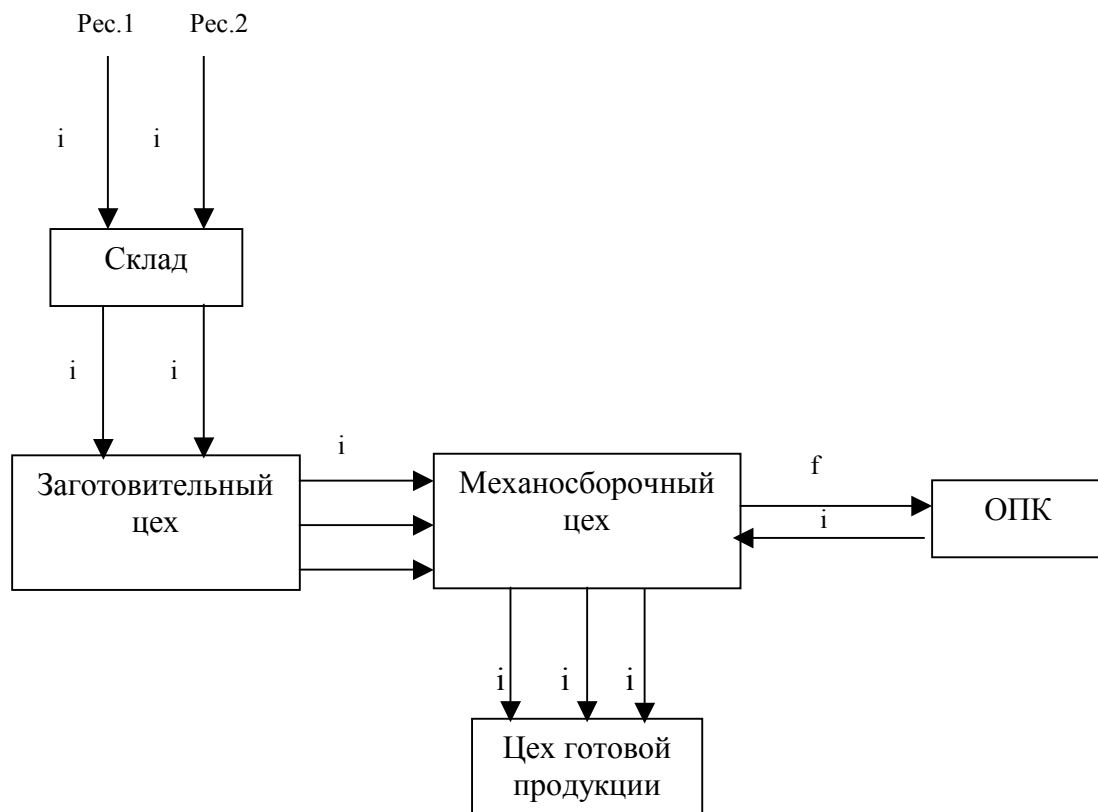 Рес.1 Рес.2
i i
Склад
i i
i
Заготовительный
цех
Механосборочный
цех
f
i
ОПК
i i i
Цех готовой
продукции